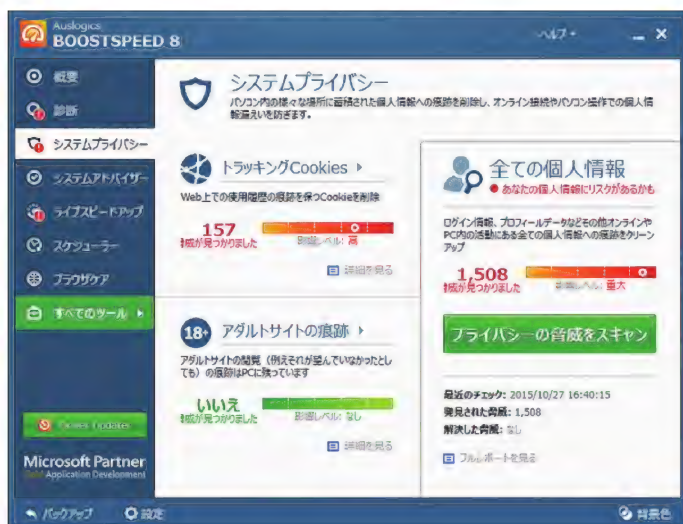 Auslogics
BOOSTSPEED 8
ヘルプ
概要
診断
システムプライバシー
システムアドバイザー
ライブスピードアップ
スケジューラー
ブラウザケア
すべてのツール
Driver Updater
Microsoft Partner
Gold Application Development
システムプライバシー
パソコン内の様々な場所に蓄積された個人情報への痕跡を削除し、オンライン接続やパソコン操作での個人情
報漏えいを防ぎます。
トラッキングCookies
Web上での使用履歴の痕跡を保つCookieを削除
157
脅威が見つかりました
影響レベル: 高
詳細を見る
18+ アダルトサイトの痕跡
アダルトサイトの閲覧（例えそれが望んでいなかったとし
ても）の痕跡はPCに残っています
いいえ
脅威が見つかりました
影響レベル: なし
詳細を見る
全ての個人情報
あなたの個人情報にリスクがあるかも
ログイン情報、プロフィールデータなどその他オンラインや
PC内の活動にある全ての個人情報への痕跡をクリーン
アップ
1,508
脅威が見つかりました
影響レベル: 重大
プライバシーの脅威をスキャン
最近のチェック: 2015/10/27 16:40:15
発見された脅威: 1,508
解決した脅威: なし
フルレポートを見る
バックアップ
設定
背景色